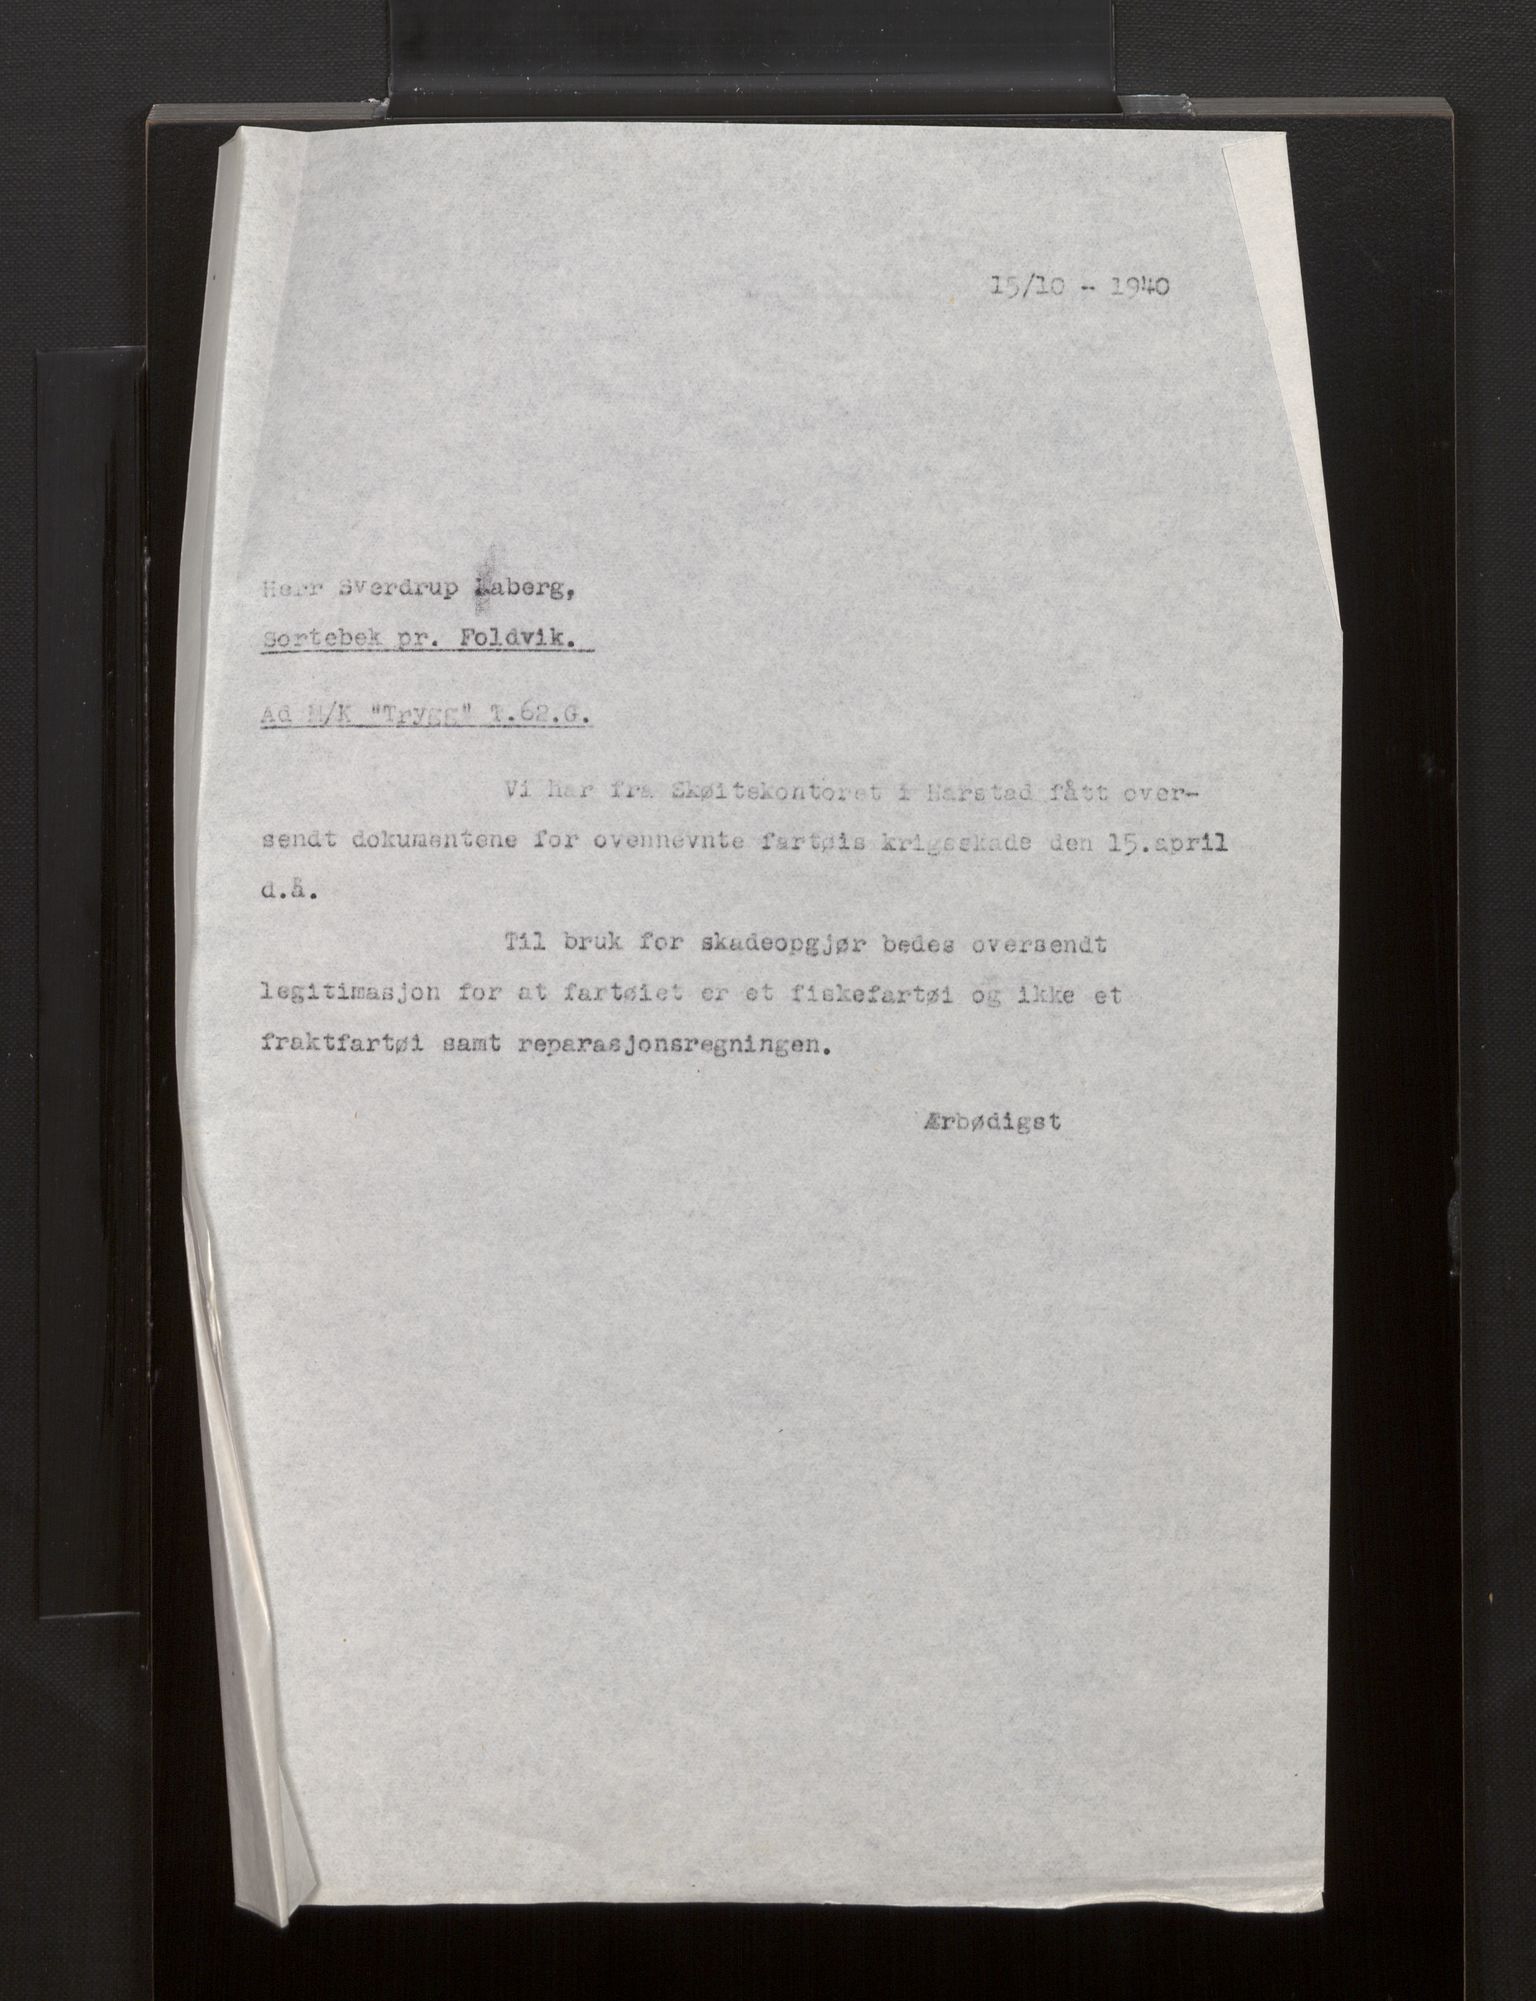 15/10 - 1940
Herr Sverdrup Laberg,
Sortebek pr. Foldvik.
Ad M/K "Trygg" T.62.G.
Vi har fra Skøitekontoret i Harstad fått over-
sendt dokumentene for ovennevnte fartøis krigsskade den 15.april
d.å.
Til bruk for skadeopgjør bedes oversendt
legitimasjon for at fartøiet er et fiskefartøi og ikke et
fraktfartøi samt reparasjonsregningen.
Ærbødigst